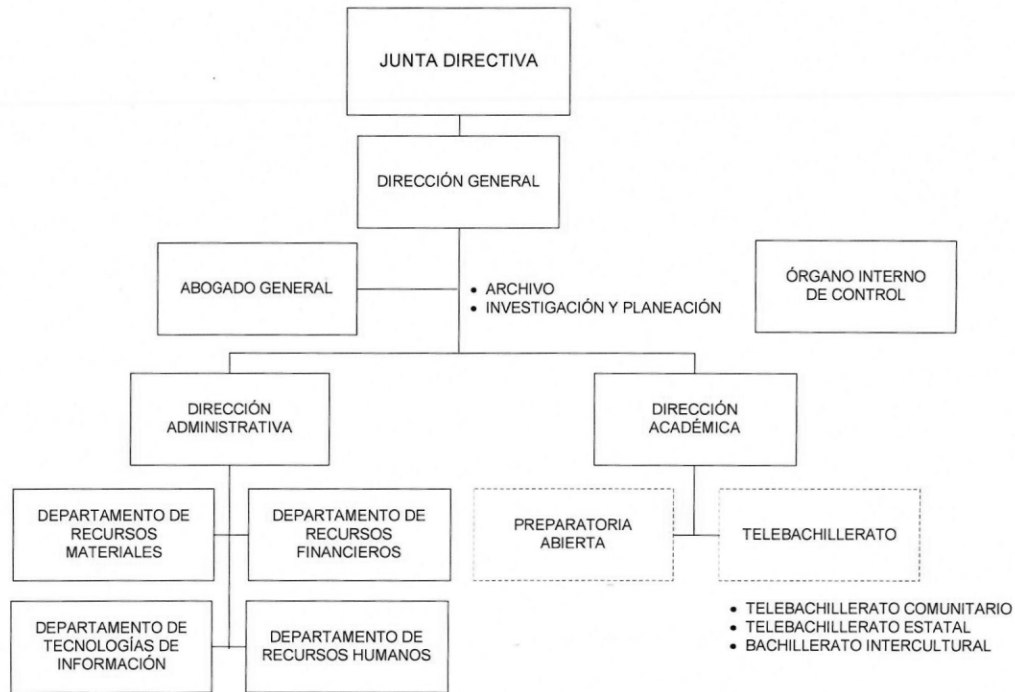 JUNTA DIRECTIVA
DIRECCIÓN GENERAL
ABOGADO GENERAL
• ARCHIVO
• INVESTIGACIÓN Y PLANEACIÓN
ÓRGANO INTERNO
DE CONTROL
DIRECCIÓN
ADMINISTRATIVA
DIRECCIÓN
ACADÉMICA
DEPARTAMENTO DE
RECURSOS
MATERIALES
DEPARTAMENTO DE
RECURSOS
FINANCIEROS
PREPARATORIA
ABIERTA
TELEBACHILLERATO
DEPARTAMENTO DE
TECNOLOGÍAS DE
INFORMACIÓN
DEPARTAMENTO DE
RECURSOS HUMANOS
• TELEBACHILLERATO COMUNITARIO
• TELEBACHILLERATO ESTATAL
• BACHILLERATO INTERCULTURAL